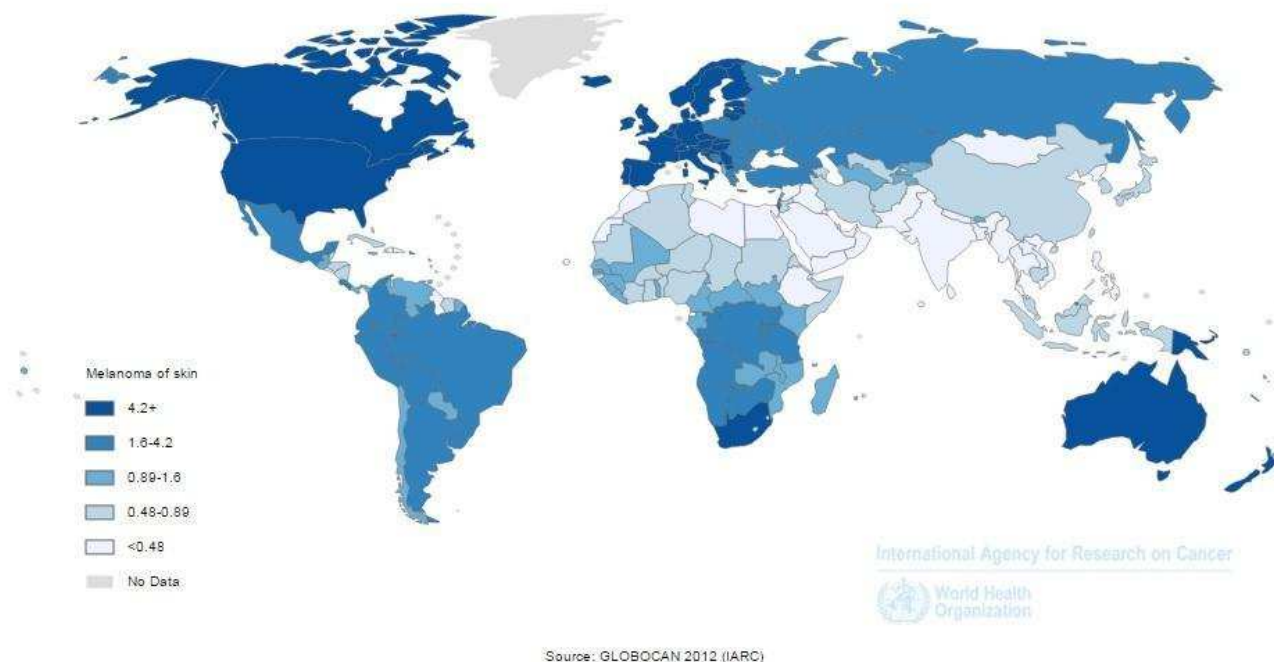 Melanoma of skin
4.2+
1.6-4.2
0.89-1.6
0.48-0.89
<0.48
No Data
International Agency for Research on Cancer
World Health
Organization
Source: GLOBOCAN 2012 (IARC)